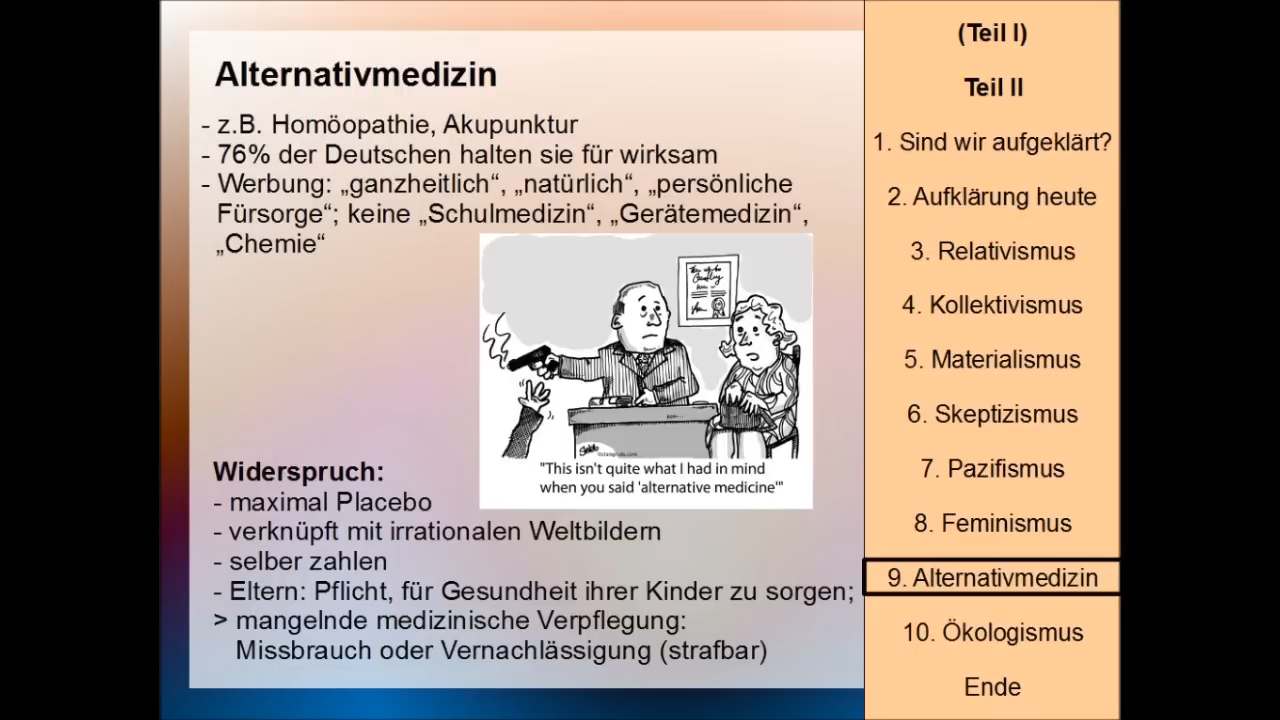 Alternativmedizin
- z.B. Homöopathie, Akupunktur
- 76% der Deutschen halten sie für wirksam
- Werbung: „ganzheitlich“, „natürlich“, „persönliche
Fürsorge“; keine „Schulmedizin“, „Gerätemedizin“,
„Chemie“
"This isn't quite what I had in mind
when you said 'alternative medicine'"
Widerspruch:
- maximal Placebo
- verknüpft mit irrationalen Weltbildern
- selber zahlen
- Eltern: Pflicht, für Gesundheit ihrer Kinder zu sorgen;
> mangelnde medizinische Verpflegung:
Missbrauch oder Vernachlässigung (strafbar)
(Teil I)
Teil II
1. Sind wir aufgeklärt?
2. Aufklärung heute
3. Relativismus
4. Kollektivismus
5. Materialismus
6. Skeptizismus
7. Pazifismus
8. Feminismus
9. Alternativmedizin
10. Ökologismus
Ende